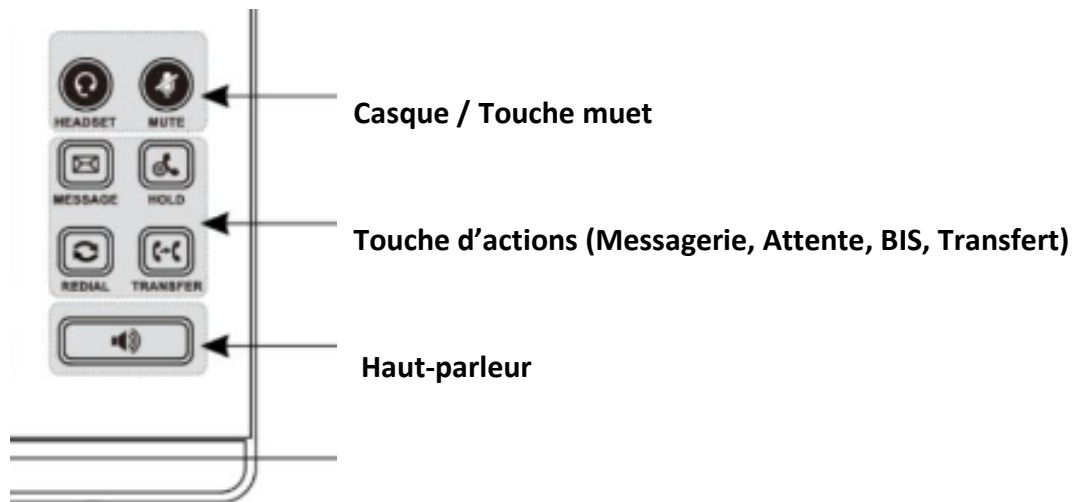 HEADSET MUTE
Casque / Touche muet
MESSAGE HOLD
Touche d’actions (Messagerie, Attente, BIS, Transfert)
REDIAL TRANSFER
Haut-parleur